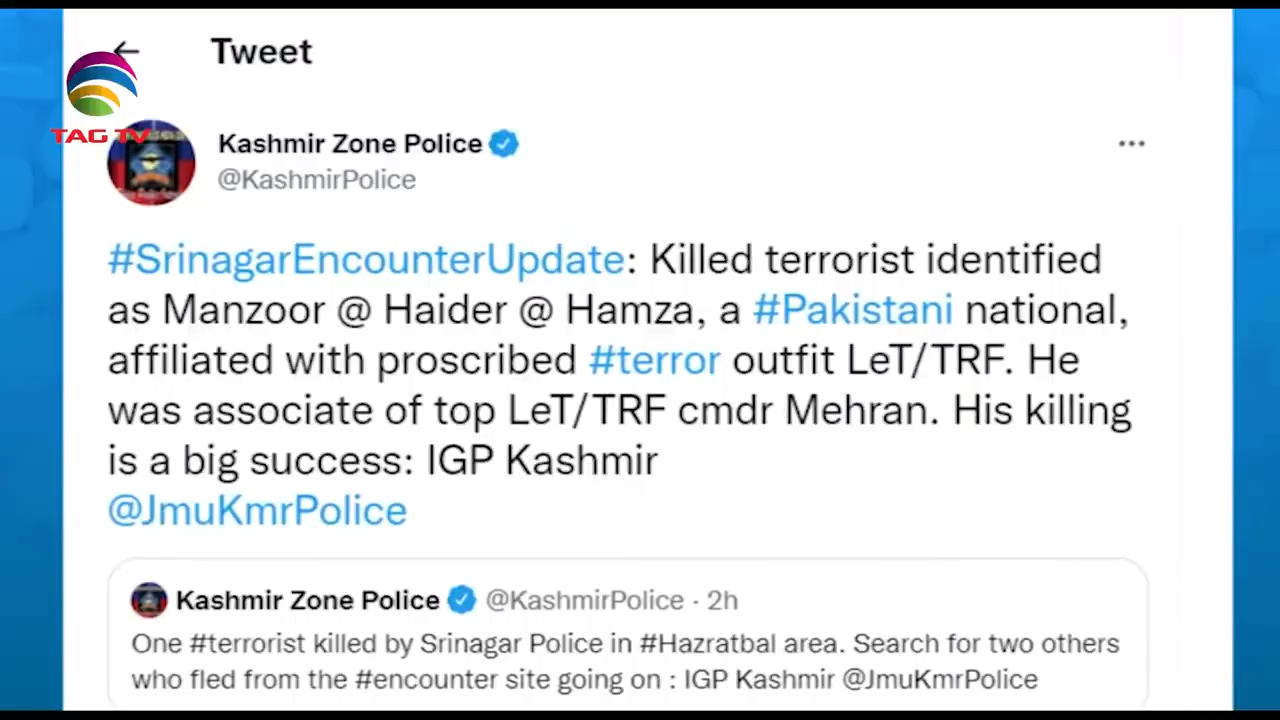 Tweet
TAG TV
Kashmir Zone Police
@KashmirPolice
#SrinagarEncounterUpdate: Killed terrorist identified
as Manzoor @ Haider @ Hamza, a #Pakistani national,
affiliated with proscribed #terror outfit LeT/TRF. He
was associate of top LeT/TRF cmdr Mehran. His killing
is a big success: IGP Kashmir
@JmuKmrPolice
Kashmir Zone Police @KashmirPolice · 2h
One #terrorist killed by Srinagar Police in #Hazratbal area. Search for two others
who fled from the #encounter site going on : IGP Kashmir @JmuKmrPolice